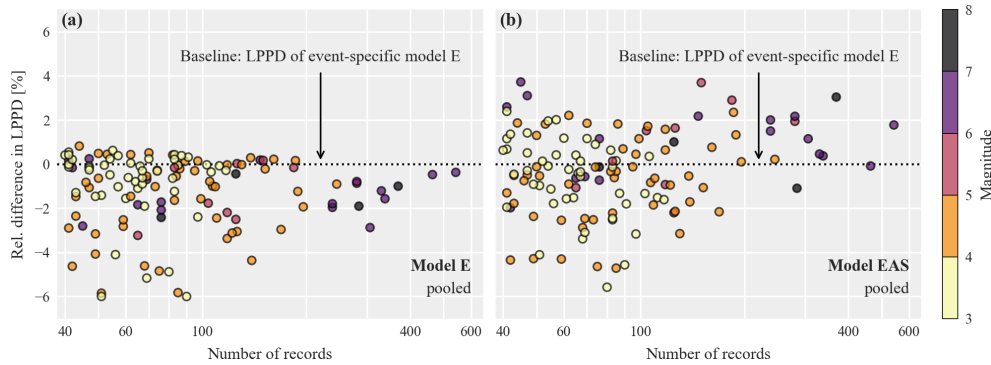 (a)
Baseline: LPPD of event-specific model E
Rel. difference in LPPD [%]
6
4
2
0
−2
−4
−6
Model E
pooled
40
60
100
400
600
Number of records
(b)
Baseline: LPPD of event-specific model E
Model EAS
pooled
40
60
100
400
600
Number of records
8
7
6
5
4
3
Magnitude